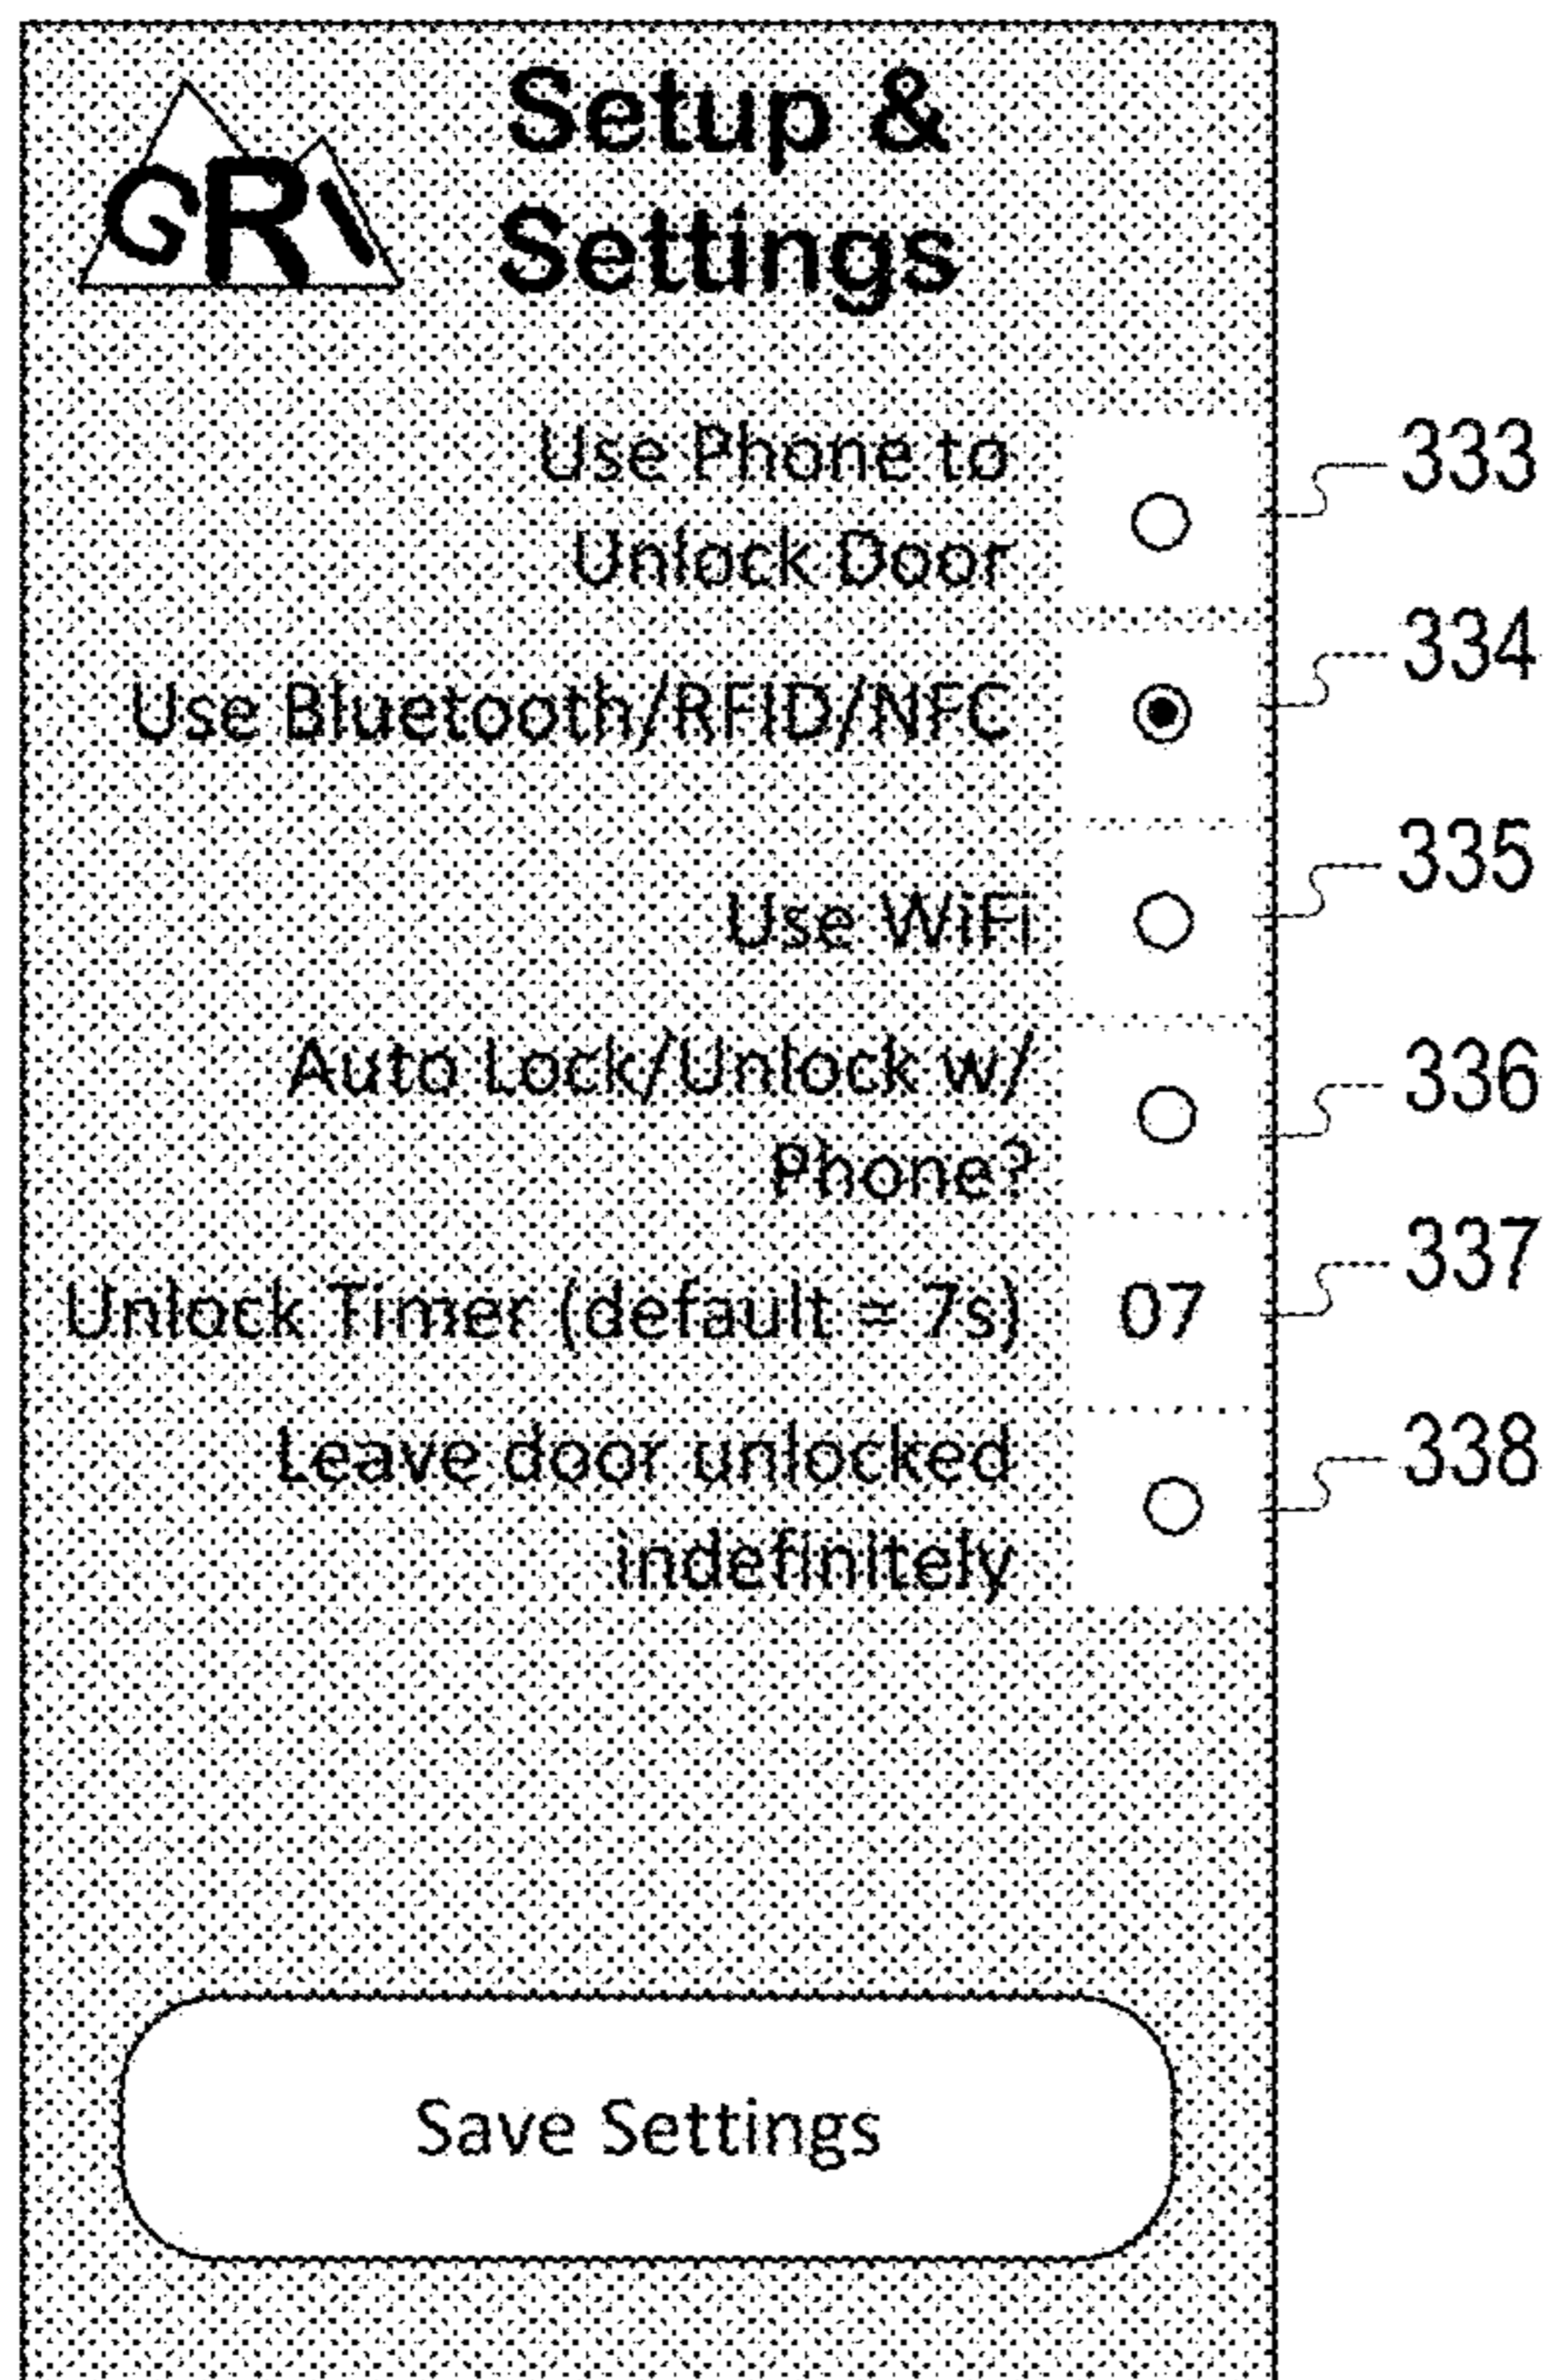 GRI
Setup &
Settings
Use Phone to
Unlock Door
333
Use Bluetooth/RFID/NFC
334
Use WiFi
335
Auto Lock/Unlock w/
Phone?
336
Unlock Timer (default = 7s)
07
337
Leave door unlocked
indefinitely
338
Save Settings